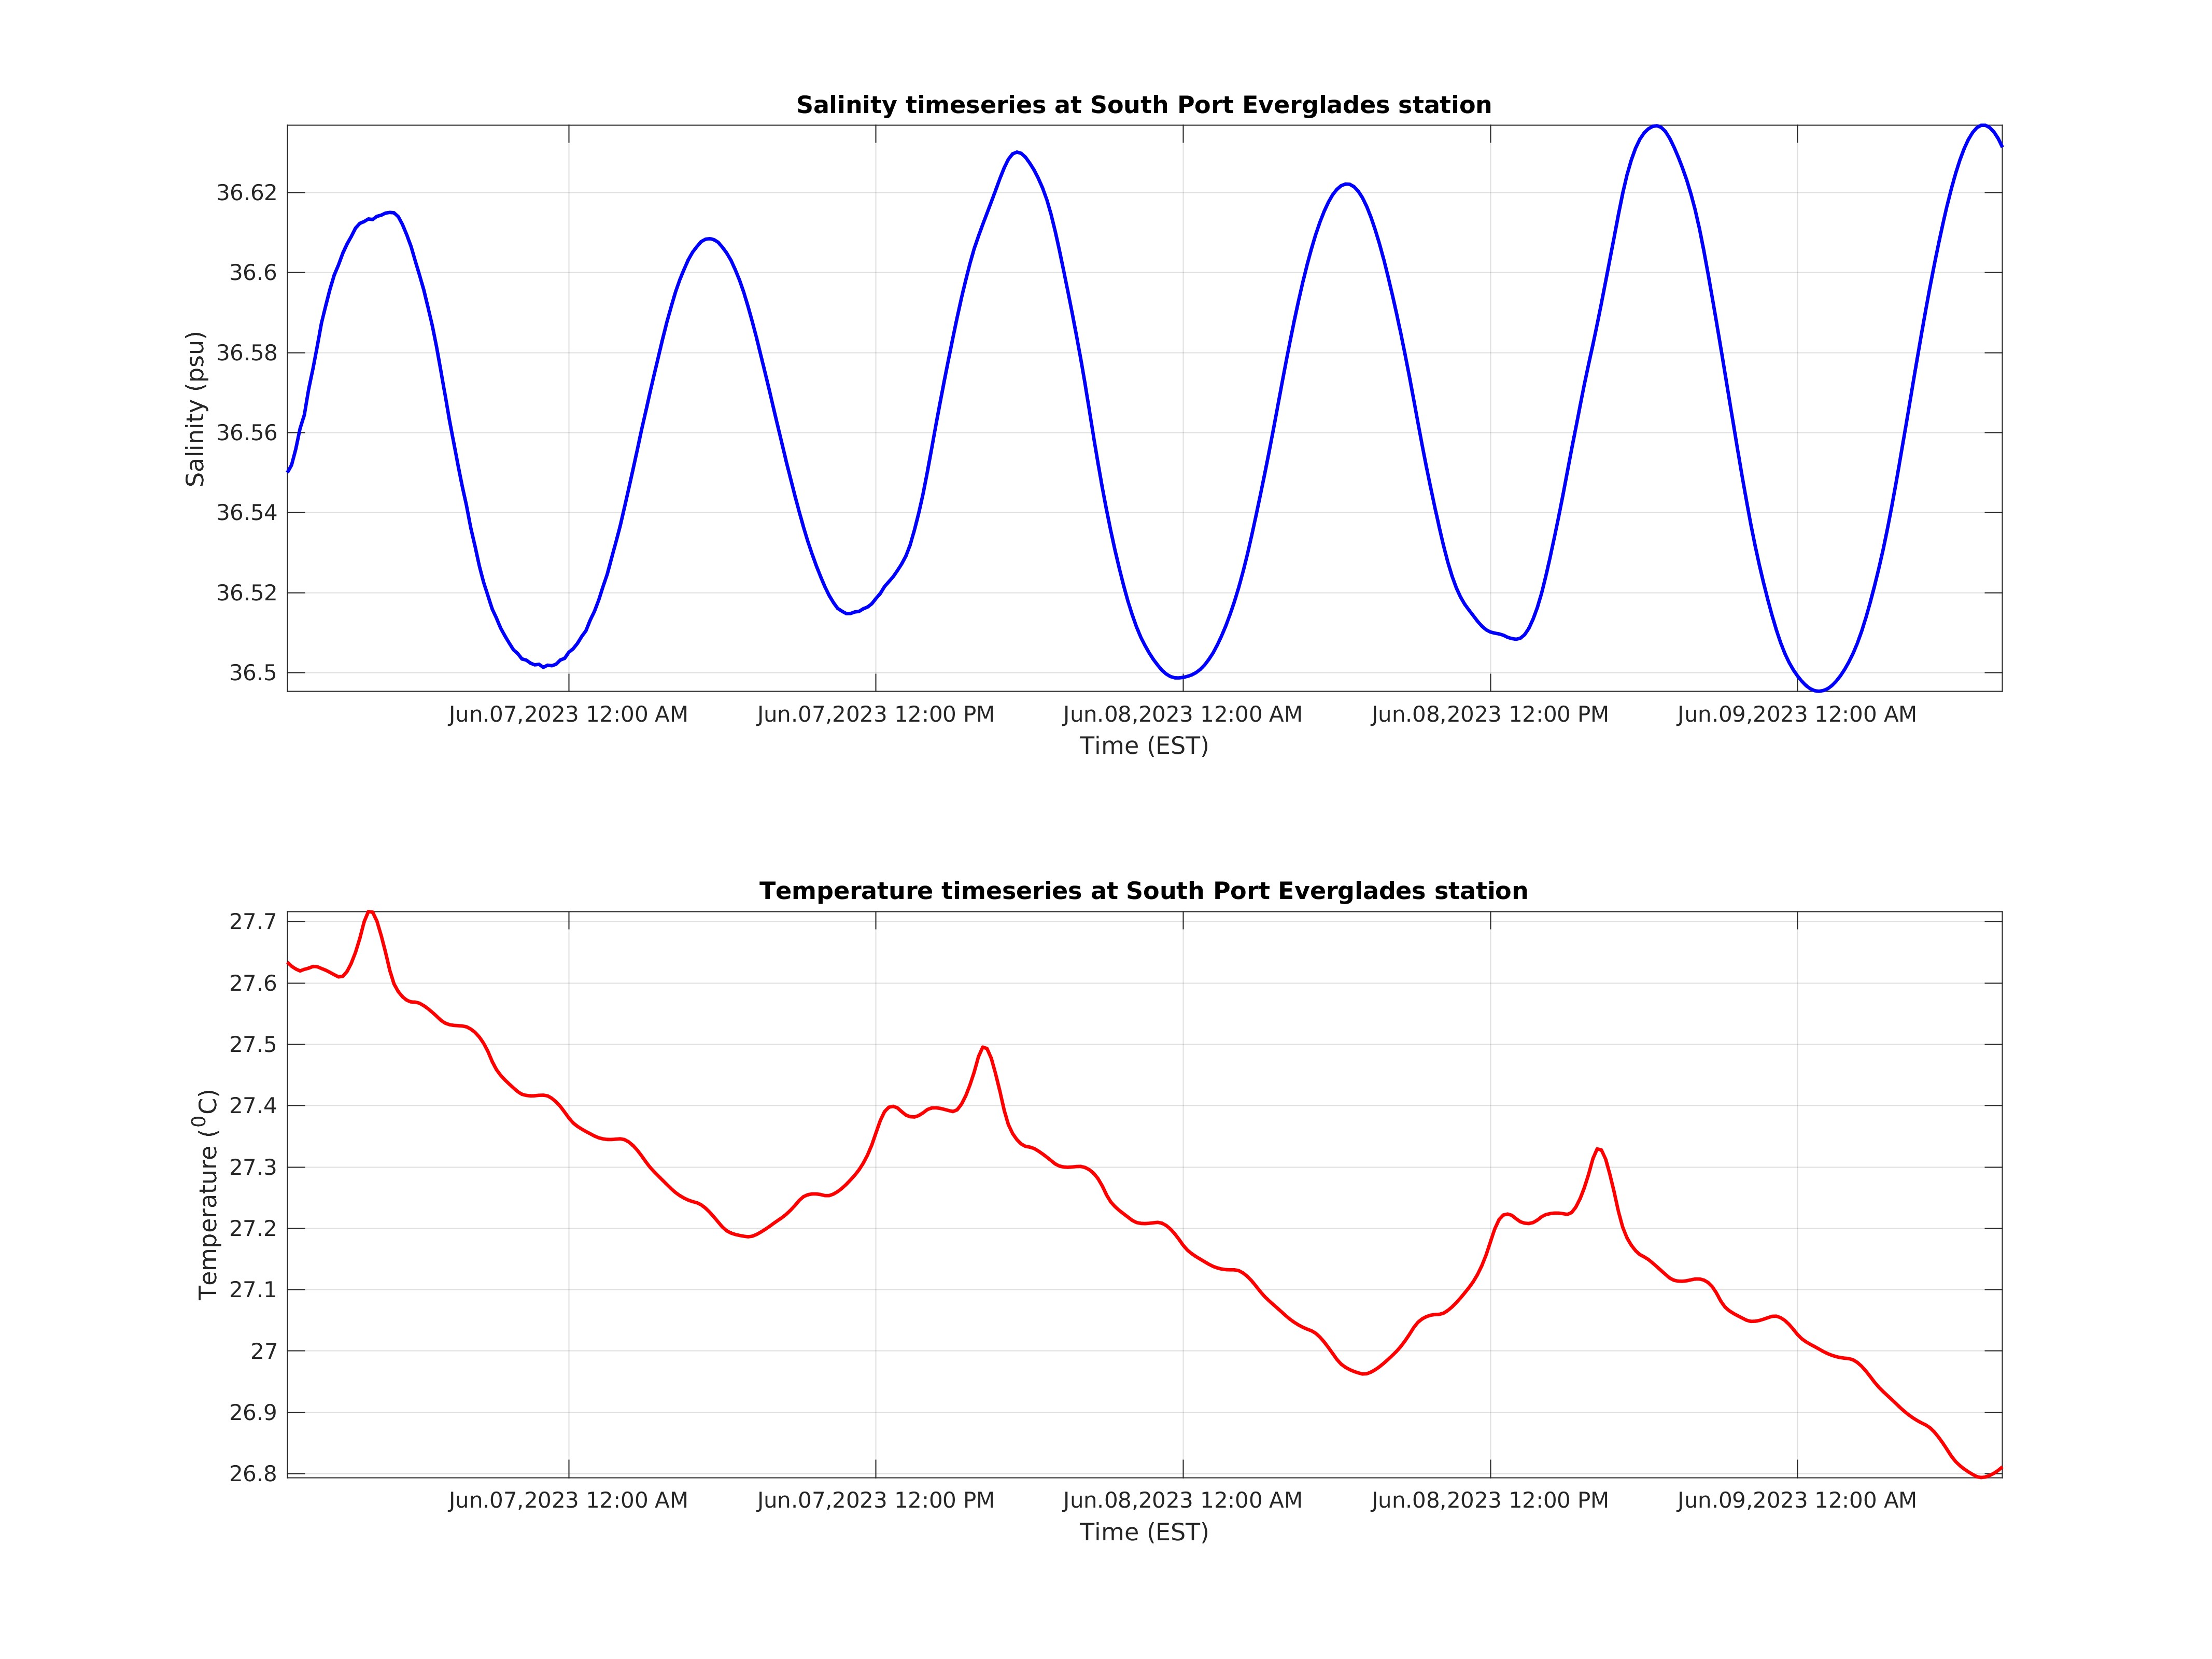 Salinity timeseries at South Port Everglades station
Salinity (psu)
36.62
36.6
36.58
36.56
36.54
36.52
36.5
Jun.07,2023 12:00 AM Jun.07,2023 12:00 PM Jun.08,2023 12:00 AM Jun.08,2023 12:00 PM Jun.09,2023 12:00 AM
Time (EST)
Temperature timeseries at South Port Everglades station
Temperature (⁰C)
27.7
27.6
27.5
27.4
27.3
27.2
27.1
27
26.9
26.8
Jun.07,2023 12:00 AM Jun.07,2023 12:00 PM Jun.08,2023 12:00 AM Jun.08,2023 12:00 PM Jun.09,2023 12:00 AM
Time (EST)